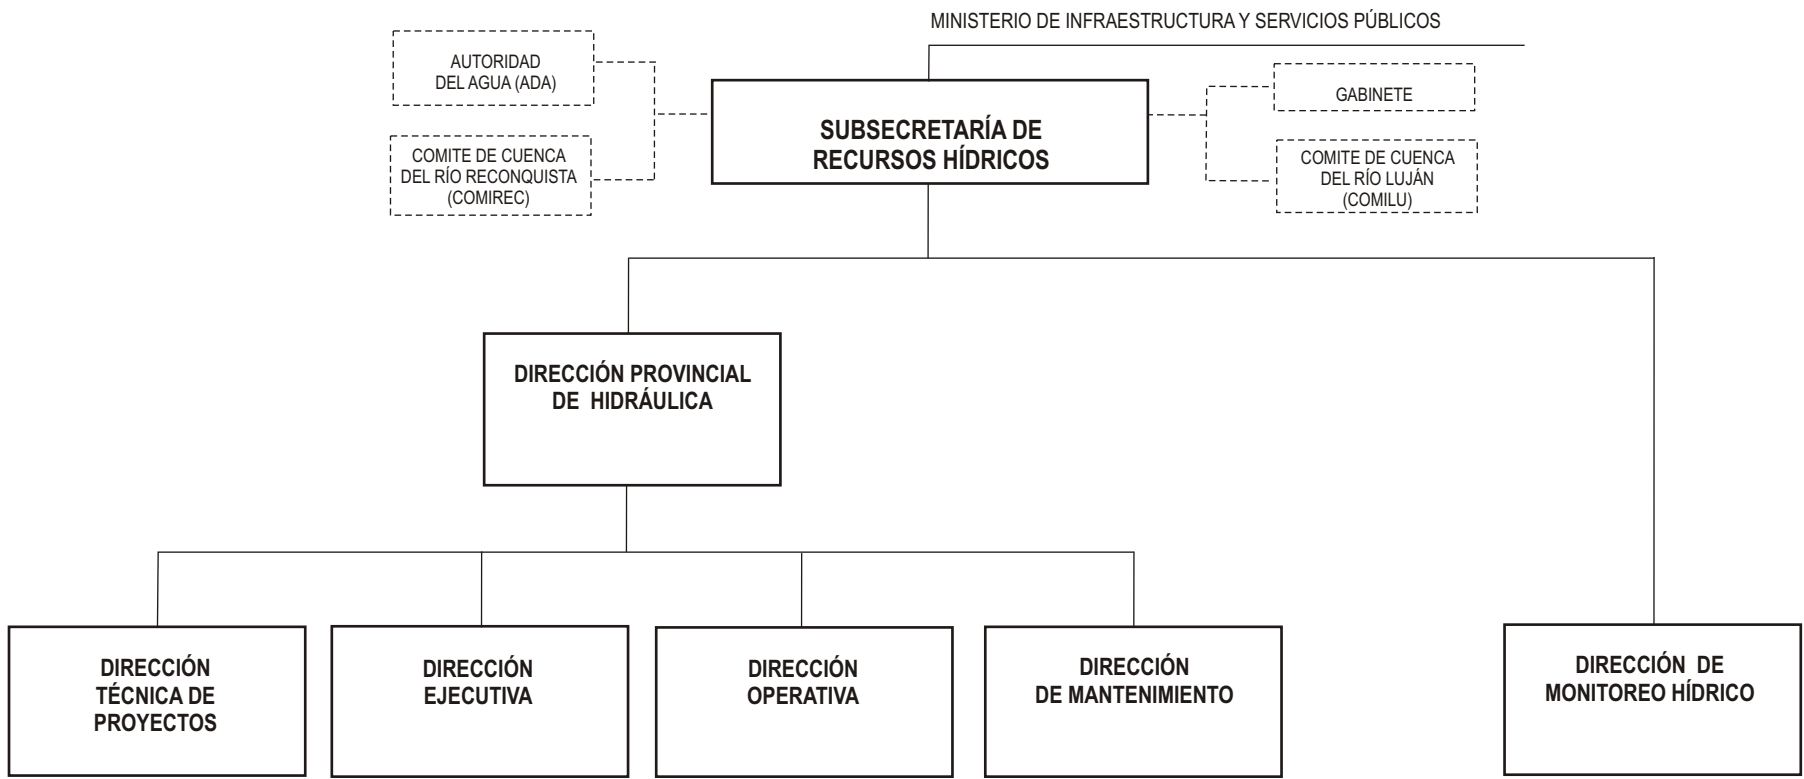 MINISTERIO DE INFRAESTRUCTURA Y SERVICIOS PÚBLICOS
AUTORIDAD
DEL AGUA (ADA)
COMITE DE CUENCA
DEL RÍO RECONQUISTA
(COMIREC)
SUBSECRETARÍA DE
RECURSOS HÍDRICOS
GABINETE
COMITE DE CUENCA
DEL RÍO LUJÁN
(COMILU)
DIRECCIÓN PROVINCIAL
DE HIDRÁULICA
DIRECCIÓN
TÉCNICA DE
PROYECTOS
DIRECCIÓN
EJECUTIVA
DIRECCIÓN
OPERATIVA
DIRECCIÓN
DE MANTENIMIENTO
DIRECCIÓN DE
MONITOREO HÍDRICO